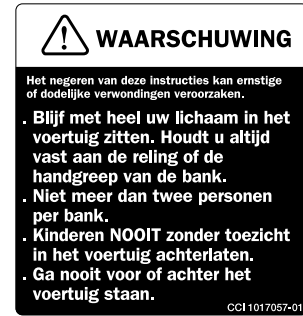 WAARSCHUWING
Het negeren van deze instructies kan ernstige
of dodelijke verwondingen veroorzaken.
. Blijf met heel uw lichaam in het
voertuig zitten. Houdt u altijd
vast aan de reling of de
handgreep van de bank.
. Niet meer dan twee personen
per bank.
. Kinderen NOOIT zonder toezicht
in het voertuig achterlaten.
. Ga nooit voor of achter het
voertuig staan.
CCI 1017057-01